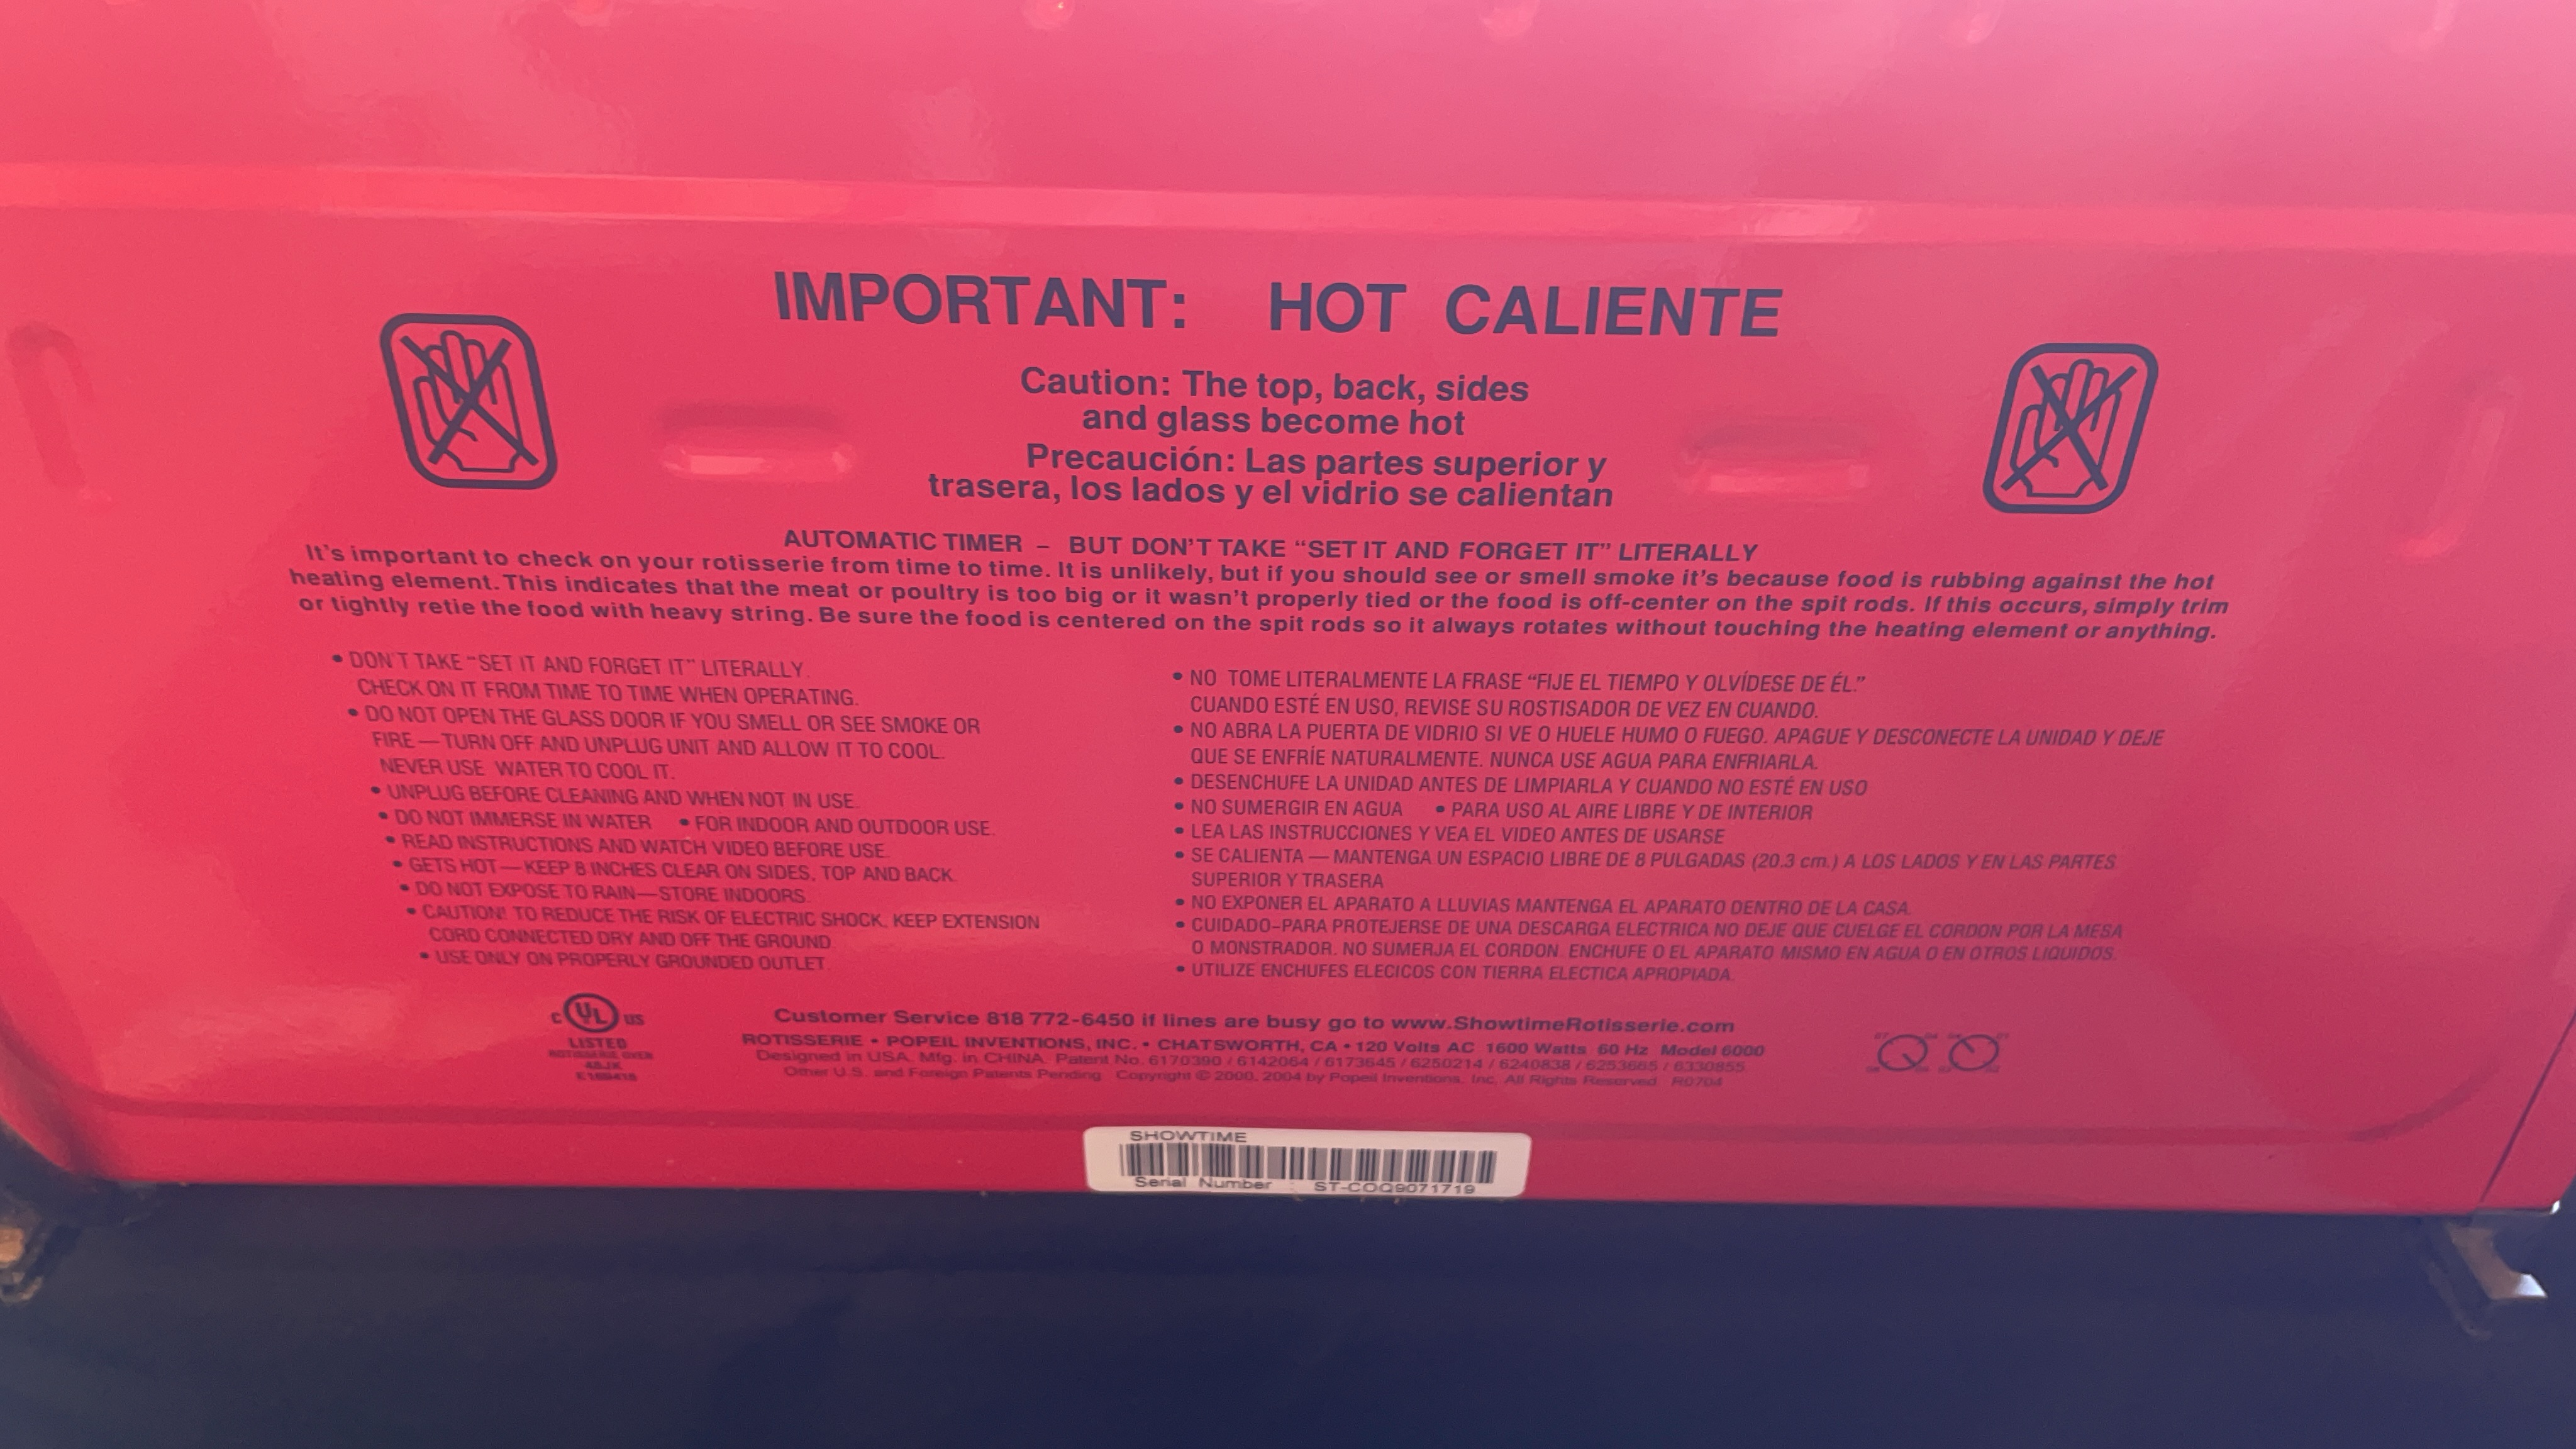 IMPORTANT: HOT CALIENTE
Caution: The top, back, sides
and glass become hot
Precaución: Las partes superior y
trasera, los lados y el vidrio se calientan
AUTOMATIC TIMER – BUT DON'T TAKE “SET IT AND FORGET IT” LITERALLY
It's important to check on your rotisserie from time to time. It is unlikely, but if you should see or smell smoke it's because food is rubbing against the hot
heating element. This indicates that the meat or poultry is too big or it wasn't properly tied or the food is off-center on the spit rods. If this occurs, simply trim
or tightly retie the food with heavy string. Be sure the food is centered on the spit rods so it always rotates without touching the heating element or anything.
• DON'T TAKE “SET IT AND FORGET IT” LITERALLY.
CHECK ON IT FROM TIME TO TIME WHEN OPERATING.
• DO NOT OPEN THE GLASS DOOR IF YOU SMELL OR SEE SMOKE OR
FIRE — TURN OFF AND UNPLUG UNIT AND ALLOW IT TO COOL.
NEVER USE WATER TO COOL IT.
• UNPLUG BEFORE CLEANING AND WHEN NOT IN USE.
• DO NOT IMMERSE IN WATER • FOR INDOOR AND OUTDOOR USE.
• READ INSTRUCTIONS AND WATCH VIDEO BEFORE USE.
• GETS HOT — KEEP 8 INCHES CLEAR ON SIDES, TOP AND BACK.
• DO NOT EXPOSE TO RAIN—STORE INDOORS.
• CAUTION! TO REDUCE THE RISK OF ELECTRIC SHOCK, KEEP EXTENSION
CORD CONNECTED DRY AND OFF THE GROUND.
• USE ONLY ON PROPERLY GROUNDED OUTLET.
• NO TOME LITERALMENTE LA FRASE “FIJE EL TIEMPO Y OLVÍDESE DE ÉL.”
CUANDO ESTÉ EN USO, REVISE SU ROSTISADOR DE VEZ EN CUANDO.
• NO ABRA LA PUERTA DE VIDRIO SI VE O HUELE HUMO O FUEGO. APAGUE Y DESCONECTE LA UNIDAD Y DEJE
QUE SE ENFRÍE NATURALMENTE. NUNCA USE AGUA PARA ENFRIARLA.
• DESENCHUFE LA UNIDAD ANTES DE LIMPIARLA Y CUANDO NO ESTÉ EN USO
• NO SUMERGIR EN AGUA • PARA USO AL AIRE LIBRE Y DE INTERIOR
• LEA LAS INSTRUCCIONES Y VEA EL VIDEO ANTES DE USARSE
• SE CALIENTA — MANTENGA UN ESPACIO LIBRE DE 8 PULGADAS (20.3 cm.) A LOS LADOS Y EN LAS PARTES
SUPERIOR Y TRASERA
• NO EXPONER EL APARATO A LLUVIAS MANTENGA EL APARATO DENTRO DE LA CASA.
• CUIDADO–PARA PROTEJERSE DE UNA DESCARGA ELECTRICA NO DEJE QUE CUELGE EL CORDON POR LA MESA
O MONSTRADOR. NO SUMERJA EL CORDON. ENCHUFE O EL APARATO MISMO EN AGUA O EN OTROS LIQUIDOS.
• UTILIZE ENCHUFES ELECICOS CON TIERRA ELECTICA APROPIADA.
C UL US
LISTED
ROTISSERIE OVEN
Customer Service 818 772-6450 if lines are busy go to www.ShowtimeRotisserie.com
ROTISSERIE • POPEIL INVENTIONS, INC. • CHATSWORTH, CA • 120 Volts AC 1600 Watts 60 Hz Model 6000
Designed in USA. Mfg. in CHINA. Patent No. 6170390 / 6142064 / 6173645 / 6250214 / 6240838 / 6253665 / 6330855
Other U.S. and Foreign Patents Pending Copyright © 2000, 2004 by Popeil Inventions, Inc. All Rights Reserved R0704
SHOWTIME
Serial Number ST-COQ9071719